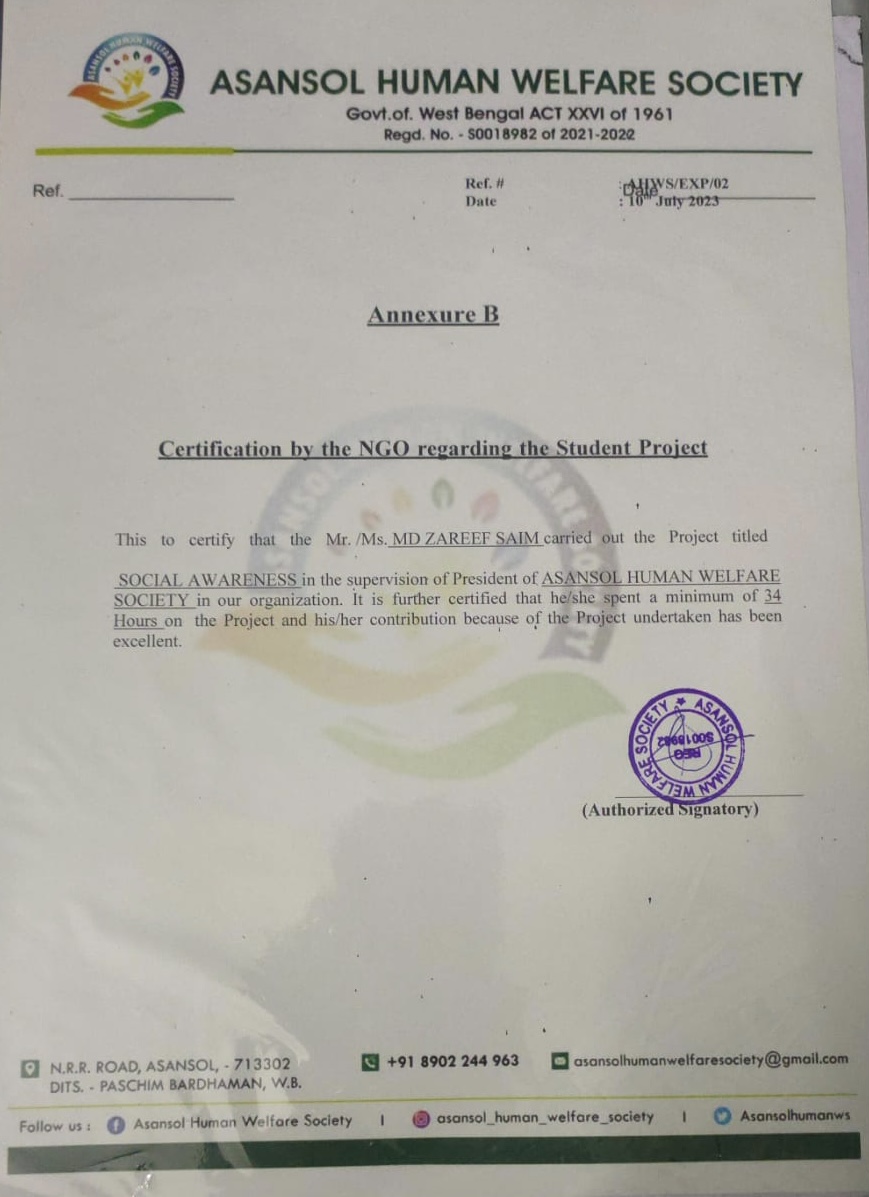 ASANSOL HUMAN WELFARE SOCIETY
ASANSOL HUMAN WELFARE SOCIETY
Govt.of. West Bengal ACT XXVI of 1961
Regd. No. - S0018982 of 2021-2022
Ref.
Ref. # : AHWS/EXP/02
Date
Date : 10th July 2023
Annexure B
Certification by the NGO regarding the Student Project
This to certify that the Mr. /Ms. MD ZAREEF SAIM carried out the Project titled
SOCIAL AWARENESS in the supervision of President of ASANSOL HUMAN WELFARE
SOCIETY in our organization. It is further certified that he/she spent a minimum of 34
Hours on the Project and his/her contribution because of the Project undertaken has been
excellent.
ASANSOL HUMAN WELFARE SOCIETY
REG
S0018982
(Authorized Signatory)
N.R.R. ROAD, ASANSOL, - 713302
DITS. - PASCHIM BARDHAMAN, W.B.
+91 8902 244 963
asansolhumanwelfaresociety@gmail.com
Follow us : Asansol Human Welfare Society | asansol_human_welfare_society | Asansolhumanws